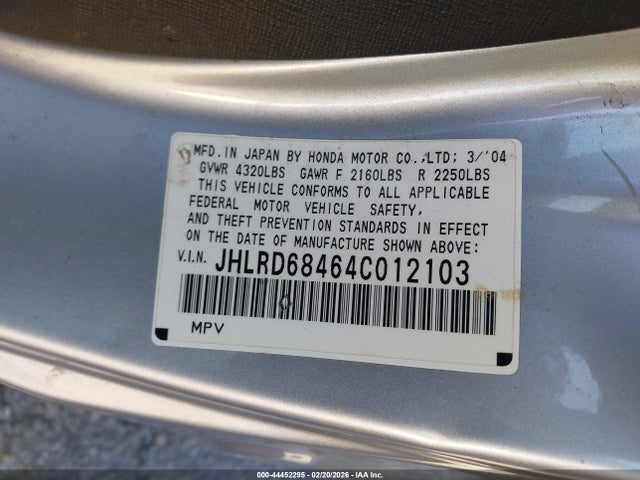 MFD.IN JAPAN BY HONDA MOTOR CO.,LTD; 3/'04
GVWR 4320LBS GAWR F 2160LBS R 2250LBS
THIS VEHICLE CONFORMS TO ALL APPLICABLE
FEDERAL MOTOR VEHICLE SAFETY,
AND THEFT PREVENTION STANDARDS IN EFFECT
ON THE DATE OF MANUFACTURE SHOWN ABOVE:
V.I.N. JHLRD68464C012103
MPV
000-44452295 - 02/20/2026 - IAA Inc.